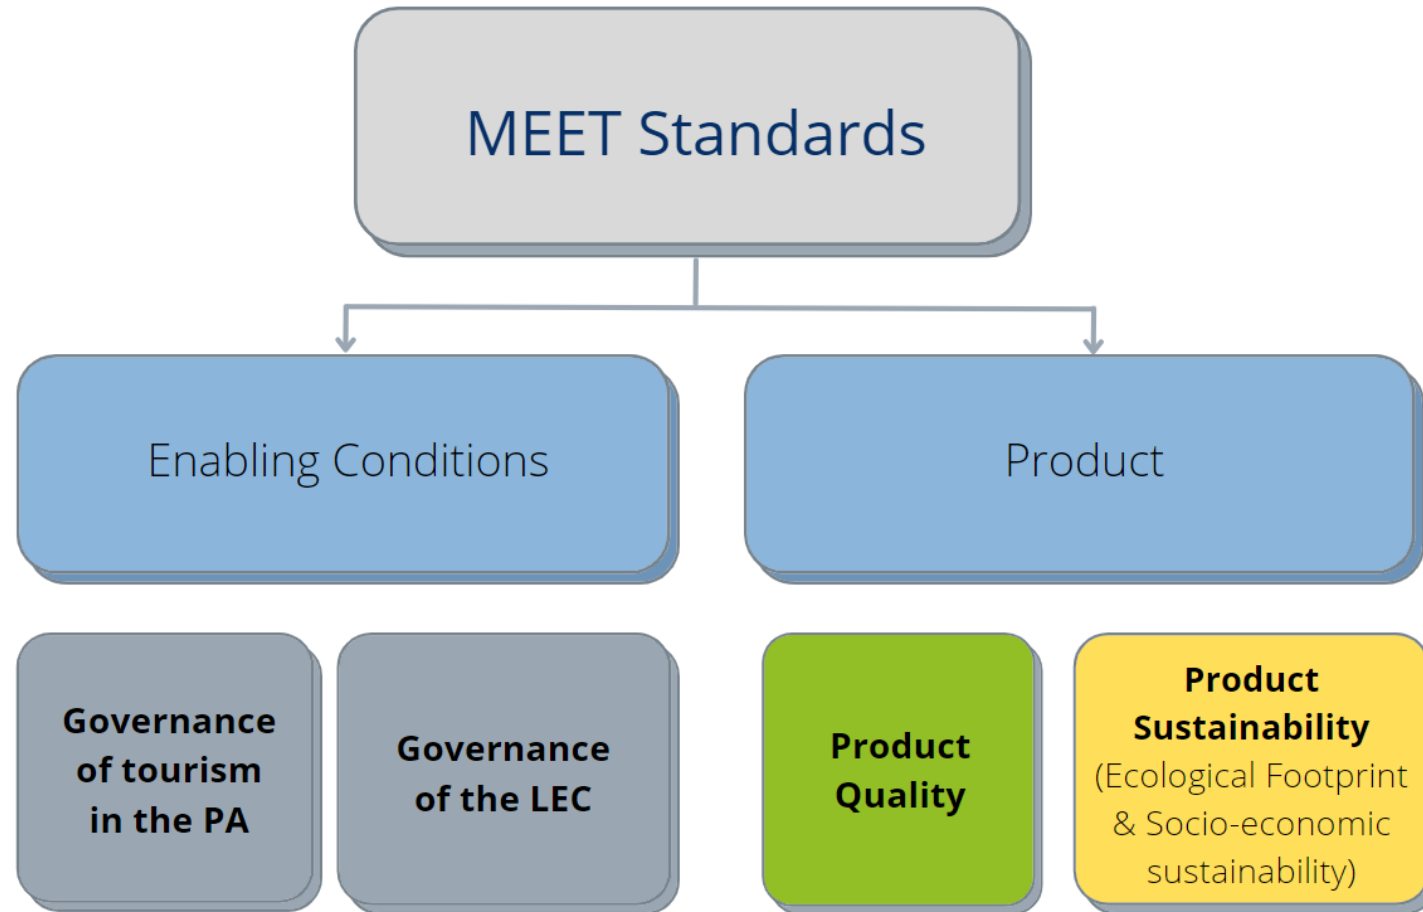 MEET Standards
Enabling Conditions
Product
Governance
of tourism
in the PA
Governance
of the LEC
Product
Quality
Product
Sustainability
(Ecological Footprint
& Socio-economic
sustainability)